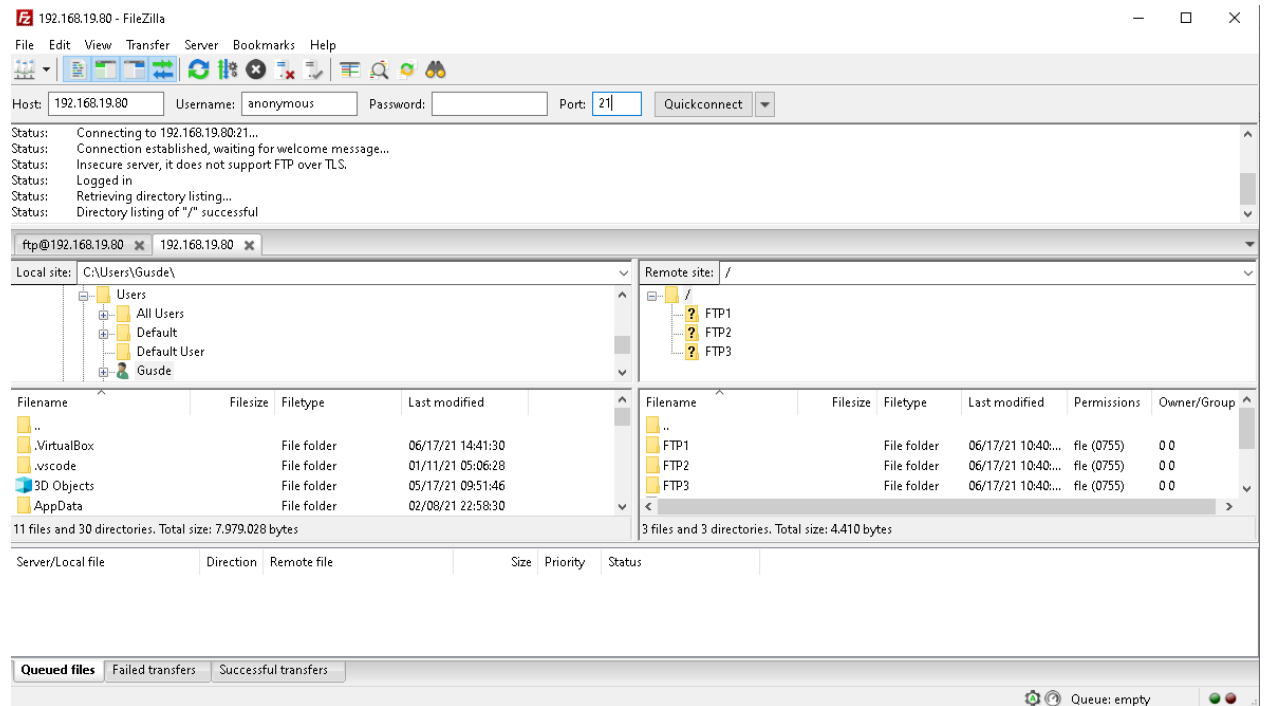 192.168.19.80 - FileZilla
File Edit View Transfer Server Bookmarks Help
Host: 192.168.19.80 Username: anonymous Password: Port: 21 Quickconnect
Status: Connecting to 192.168.19.80:21...
Status: Connection established, waiting for welcome message...
Status: Insecure server, it does not support FTP over TLS.
Status: Logged in
Status: Retrieving directory listing...
Status: Directory listing of "/" successful
ftp@192.168.19.80 192.168.19.80
Local site: C:\Users\Gusde\
Users
All Users
Default
Default User
Gusde
Remote site: /
/
FTP1
FTP2
FTP3
Filename Filesize Filetype Last modified
..
.VirtualBox File folder 06/17/21 14:41:30
.vscode File folder 01/11/21 05:06:28
3D Objects File folder 05/17/21 09:51:46
AppData File folder 02/08/21 22:58:30
11 files and 30 directories. Total size: 7.979.028 bytes
Filename Filesize Filetype Last modified Permissions Owner/Group
..
FTP1 File folder 06/17/21 10:40:... fle (0755) 0 0
FTP2 File folder 06/17/21 10:40:... fle (0755) 0 0
FTP3 File folder 06/17/21 10:40:... fle (0755) 0 0
3 files and 3 directories. Total size: 4.410 bytes
Server/Local file Direction Remote file Size Priority Status
Queued files Failed transfers Successful transfers
Queue: empty